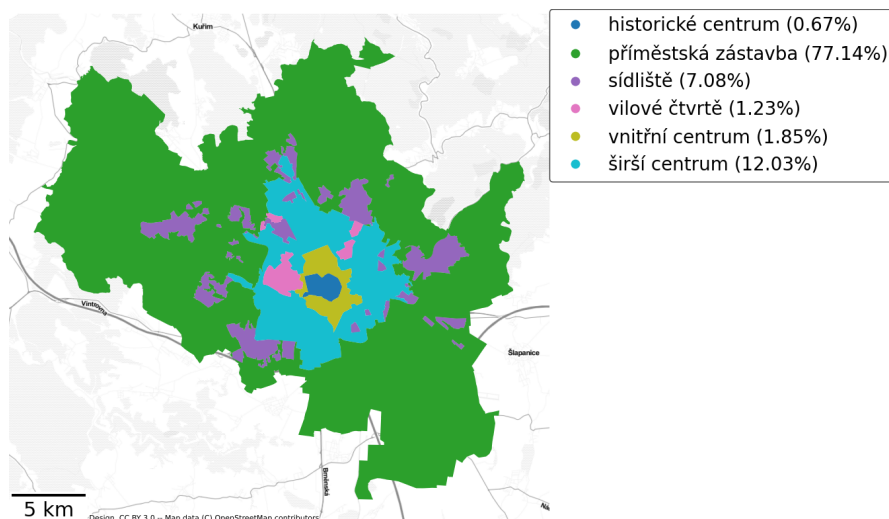 Kuřim
historické centrum (0.67%)
příměstská zástavba (77.14%)
sídliště (7.08%)
vilové čtvrtě (1.23%)
vnitřní centrum (1.85%)
širší centrum (12.03%)
Šlapanice
Brněnská
5 km
Design, CC BY 3.0 -- Map data (C) OpenStreetMap contributors